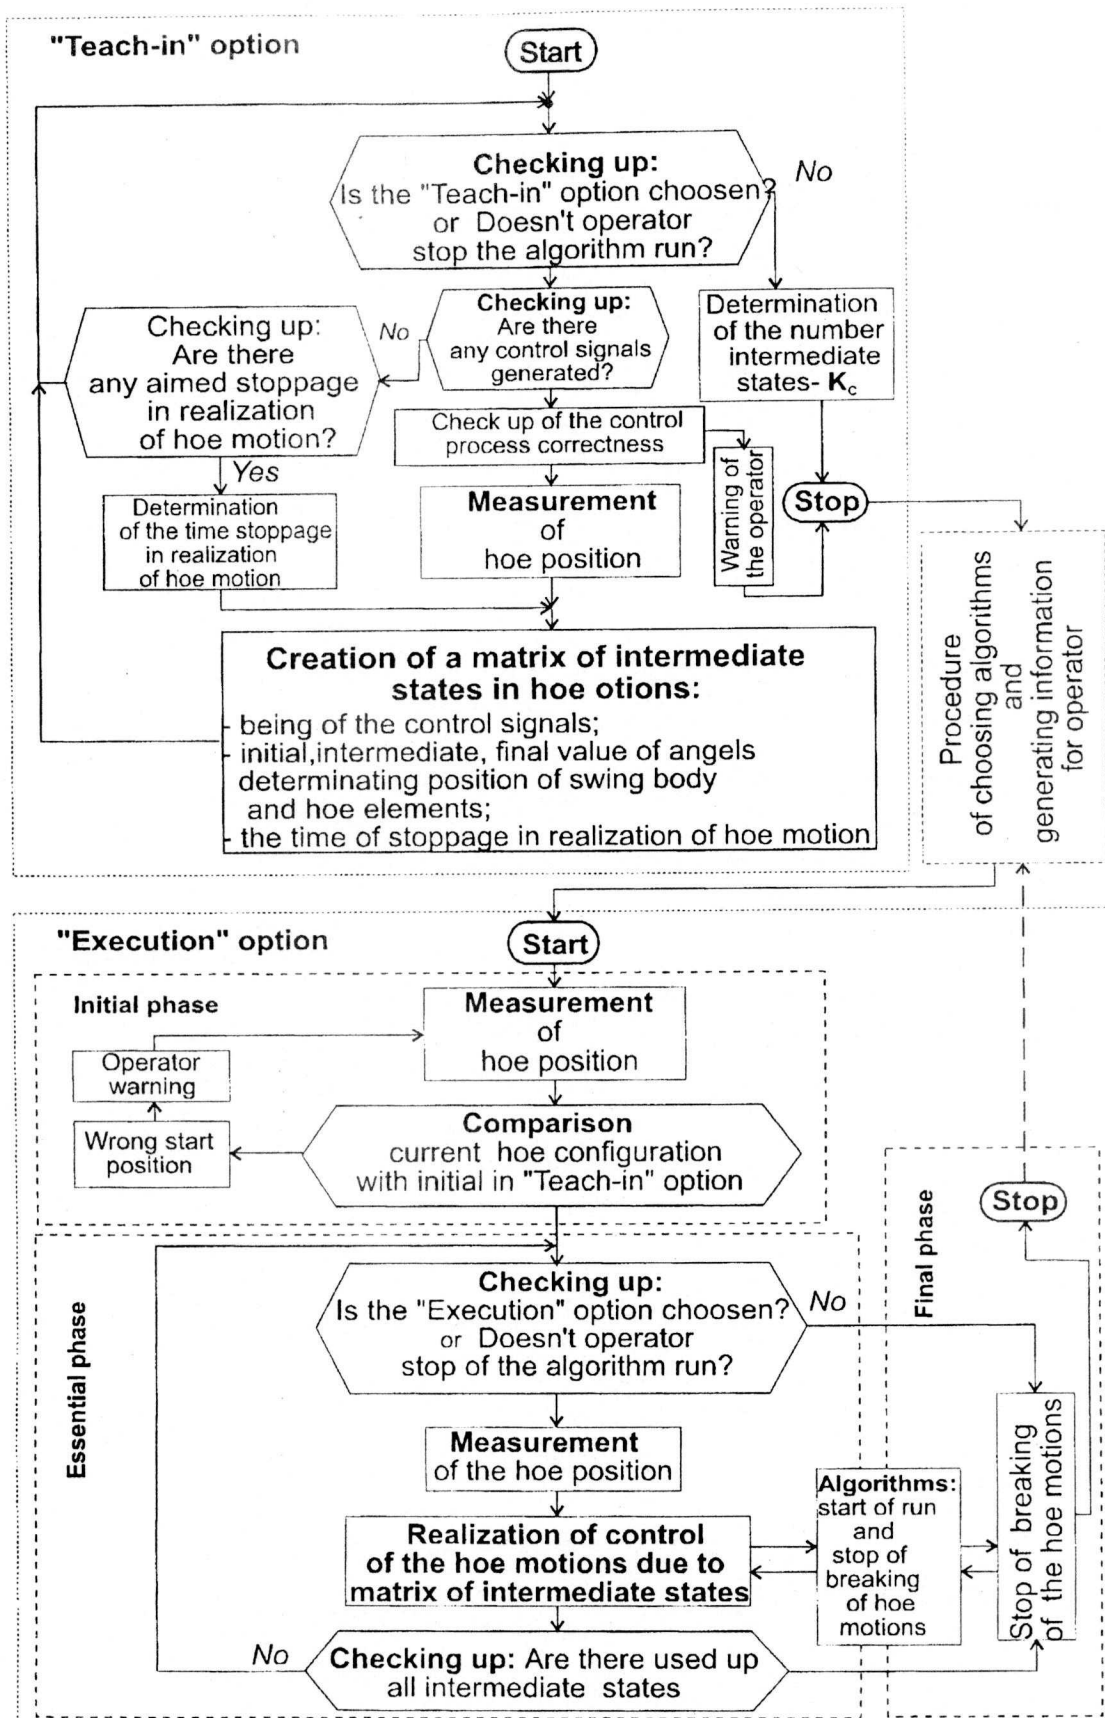 "Teach-in" option
Start
Checking up:
Is the "Teach-in" option choosen?
or Doesn't operator
stop the algorithm run?
No
Checking up:
Are there
any control signals
generated?
No
Determination
of the number
intermediate
states- Kc
Checking up:
Are there
any aimed stoppage
in realization
of hoe motion?
Yes
Check up of the control
process correctness
Warning of
the operator
Stop
Determination
of the time stoppage
in realization
of hoe motion
Measurement
of
hoe position
Creation of a matrix of intermediate
states in hoe otions:
- being of the control signals;
- initial,intermediate, final value of angels
determinating position of swing body
and hoe elements;
- the time of stoppage in realization of hoe motion
Procedure
of choosing algorithms
and
generating information
for operator
"Execution" option
Start
Initial phase
Measurement
of
hoe position
Operator
warning
Wrong start
position
Comparison
current hoe configuration
with initial in "Teach-in" option
Essential phase
Checking up:
Is the "Execution" option choosen?
or Doesn't operator
stop of the algorithm run?
No
Final phase
Stop
Measurement
of the hoe position
Realization of control
of the hoe motions due to
matrix of intermediate states
Algorithms:
start of run
and
stop of
breaking
of hoe
motions
Stop of breaking
of the hoe motions
No
Checking up: Are there used up
all intermediate states